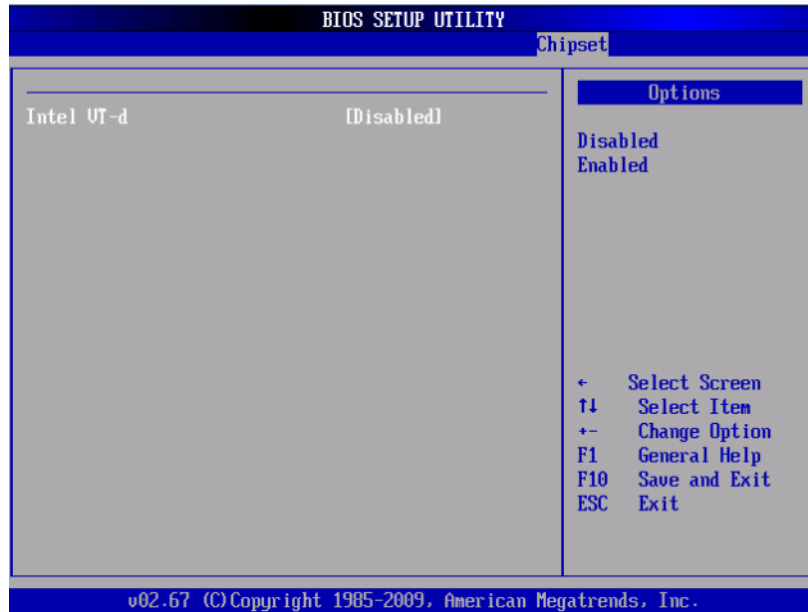 BIOS SETUP UTILITY
Chipset
Intel VT-d [Disabled]
Options
Disabled
Enabled
← Select Screen
↑↓ Select Item
+- Change Option
F1 General Help
F10 Save and Exit
ESC Exit
v02.67 (C)Copyright 1985-2009, American Megatrends, Inc.